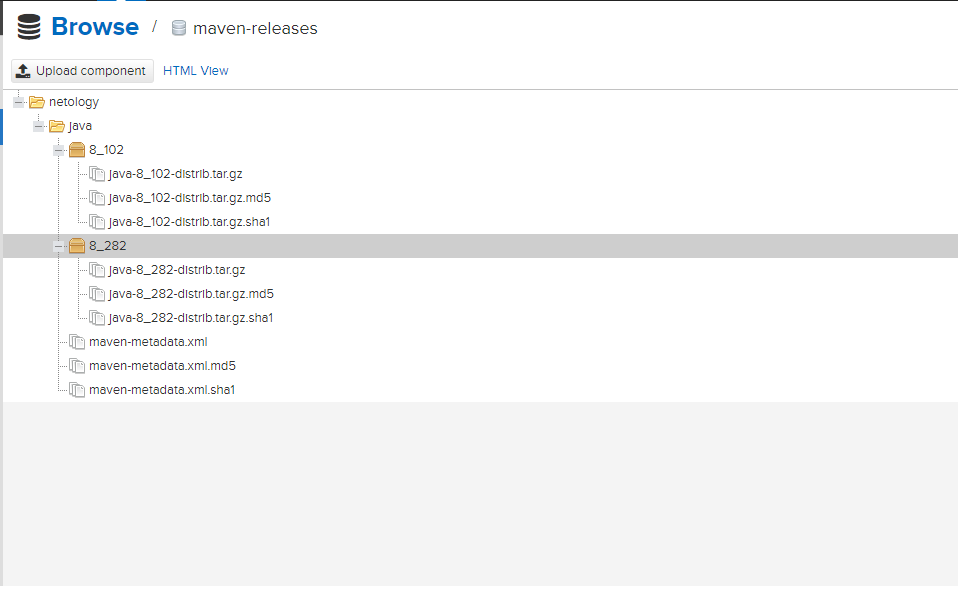 Browse / maven-releases
Upload component HTML View
netology
java
8_102
java-8_102-distrib.tar.gz
java-8_102-distrib.tar.gz.md5
java-8_102-distrib.tar.gz.sha1
8_282
java-8_282-distrib.tar.gz
java-8_282-distrib.tar.gz.md5
java-8_282-distrib.tar.gz.sha1
maven-metadata.xml
maven-metadata.xml.md5
maven-metadata.xml.sha1